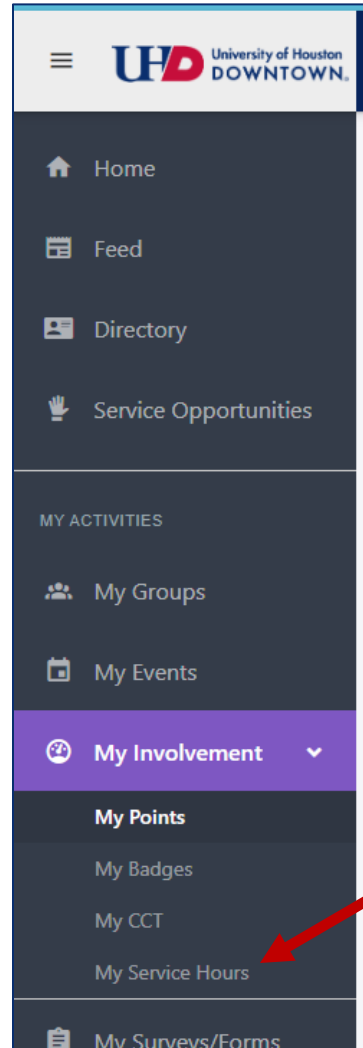 UHD University of Houston
DOWNTOWN.
Home
Feed
Directory
Service Opportunities
MY ACTIVITIES
My Groups
My Events
My Involvement
My Points
My Badges
My CCT
My Service Hours
My Surveys/Forms